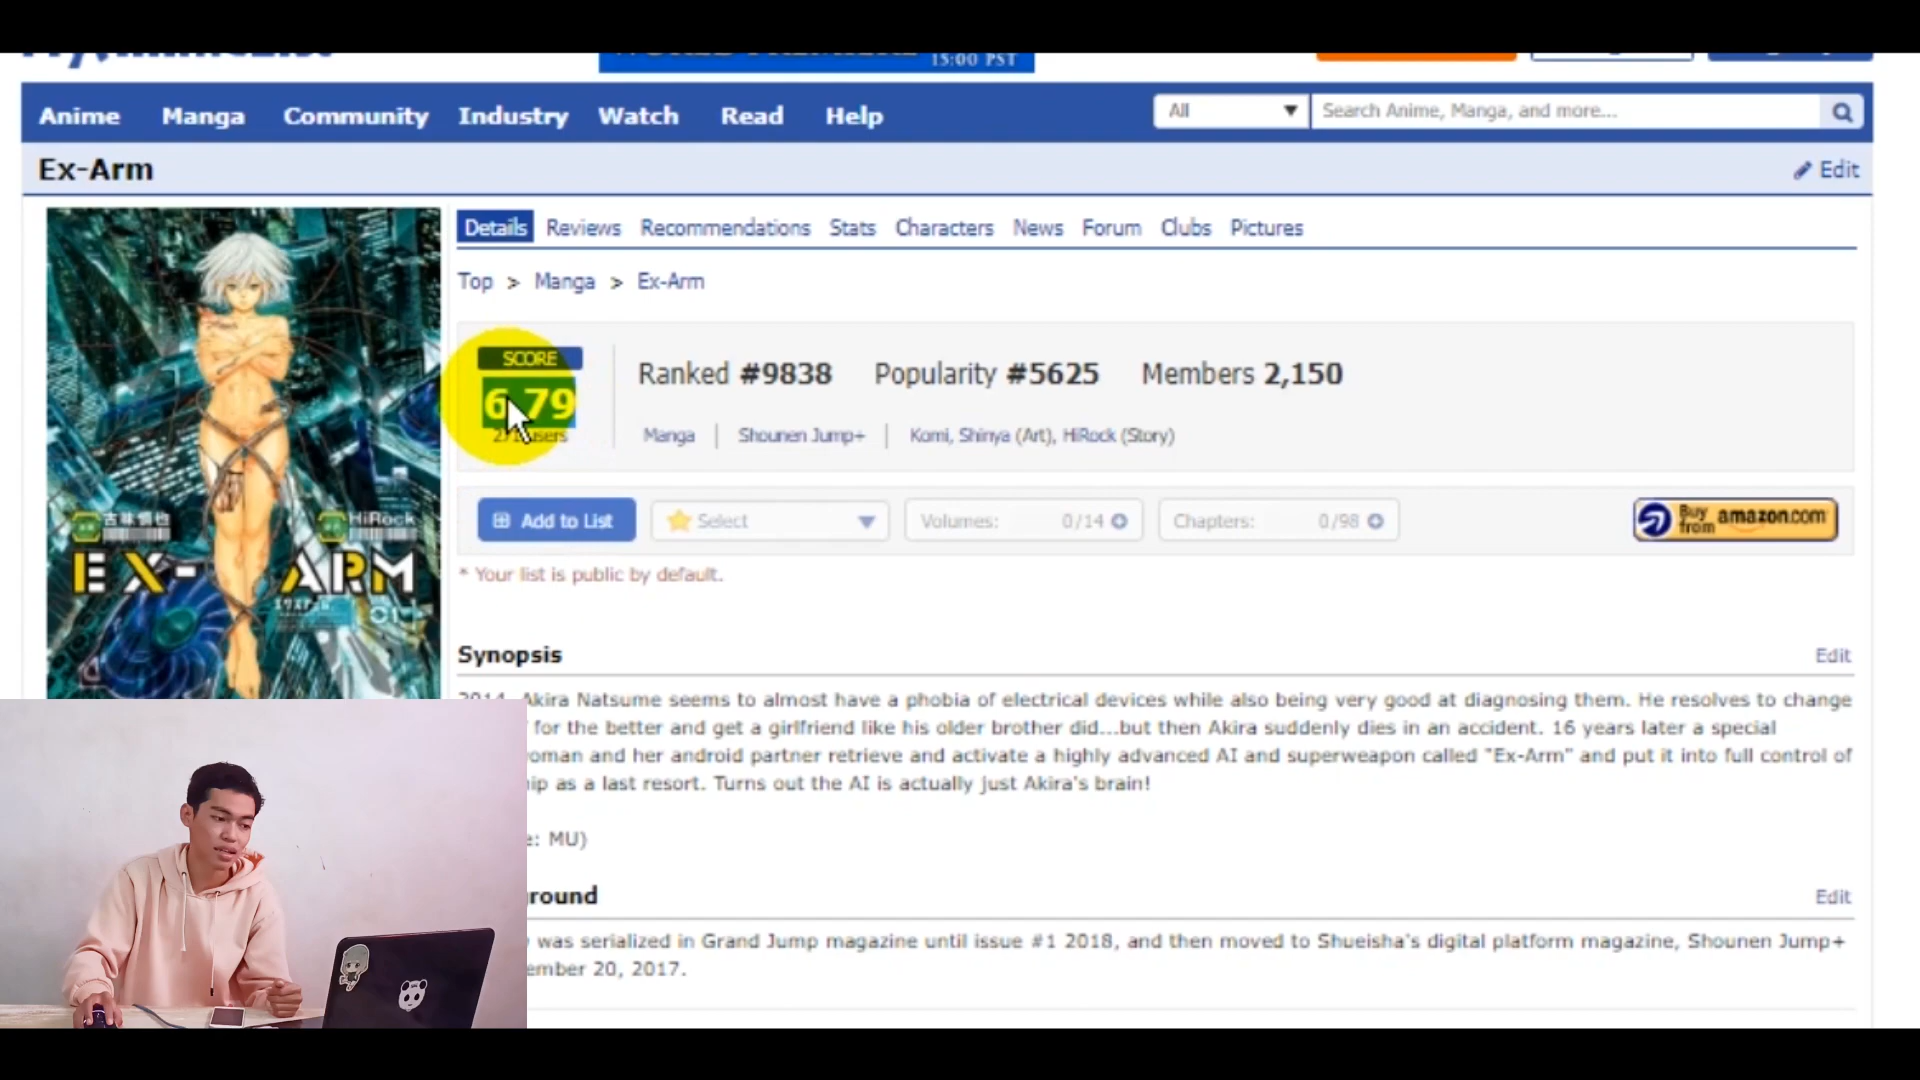 15:00 PST
Anime Manga Community Industry Watch Read Help All Search Anime, Manga, and more...
Ex-Arm Edit
Details Reviews Recommendations Stats Characters News Forum Clubs Pictures
Top > Manga > Ex-Arm
SCORE
6.79
users
Ranked #9838 Popularity #5625 Members 2,150
Manga Shounen Jump+ Komi, Shinya (Art), HiRock (Story)
Add to List Select Volumes: 0/14 Chapters: 0/98 Buy from amazon.com
* Your list is public by default.
HiRock
EX-ARM
01
Synopsis Edit
2014. Akira Natsume seems to almost have a phobia of electrical devices while also being very good at diagnosing them. He resolves to change
for the better and get a girlfriend like his older brother did...but then Akira suddenly dies in an accident. 16 years later a special
oman and her android partner retrieve and activate a highly advanced AI and superweapon called "Ex-Arm" and put it into full control of
ip as a last resort. Turns out the AI is actually just Akira's brain!
e: MU)
round Edit
was serialized in Grand Jump magazine until issue #1 2018, and then moved to Shueisha's digital platform magazine, Shounen Jump+
ember 20, 2017.